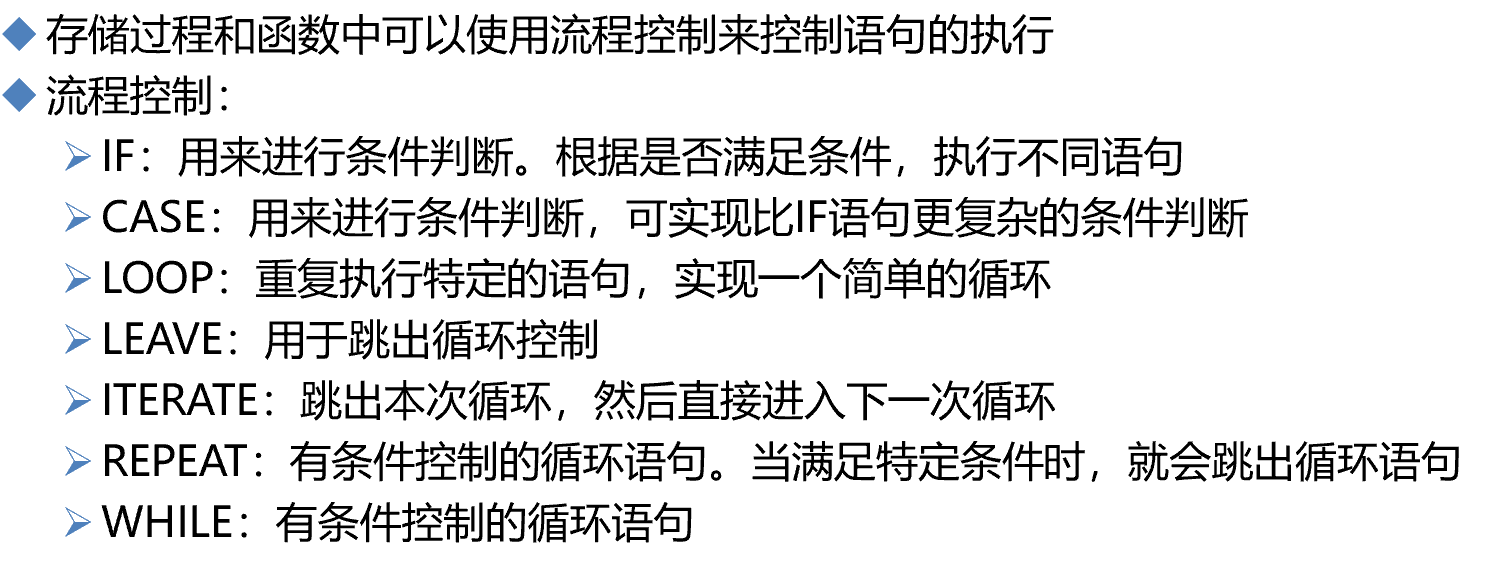 存储过程和函数中可以使用流程控制来控制语句的执行
流程控制：
IF：用来进行条件判断。根据是否满足条件，执行不同语句
CASE：用来进行条件判断，可实现比IF语句更复杂的条件判断
LOOP：重复执行特定的语句，实现一个简单的循环
LEAVE：用于跳出循环控制
ITERATE：跳出本次循环，然后直接进入下一次循环
REPEAT：有条件控制的循环语句。当满足特定条件时，就会跳出循环语句
WHILE：有条件控制的循环语句